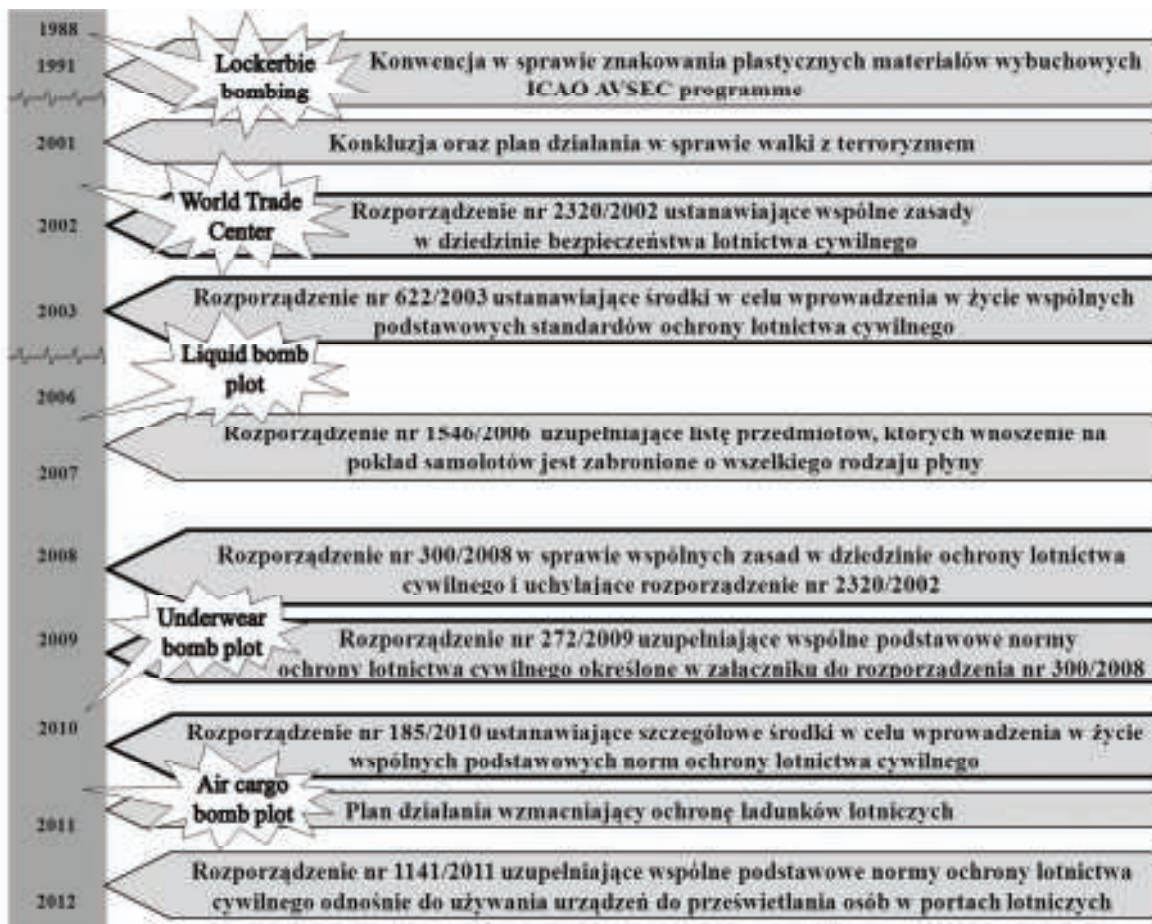 1988
1991
Lockerbie
bombing
Konwencja w sprawie znakowania plastycznych materiałów wybuchowych
ICAO AVSEC programme
2001
Konkluzja oraz plan działania w sprawie walki z terroryzmem
World Trade
Center
2002
Rozporządzenie nr 2320/2002 ustanawiające wspólne zasady
w dziedzinie bezpieczeństwa lotnictwa cywilnego
2003
Rozporządzenie nr 622/2003 ustanawiające środki w celu wprowadzenia w życie wspólnych
podstawowych standardów ochrony lotnictwa cywilnego
Liquid bomb
plot
2006
Rozporządzenie nr 1546/2006 uzupełniające listę przedmiotów, których wnoszenie na
pokład samolotów jest zabronione o wszelkiego rodzaju płyny
2007
2008
Rozporządzenie nr 300/2008 w sprawie wspólnych zasad w dziedzinie ochrony lotnictwa
cywilnego i uchylające rozporządzenie nr 2320/2002
Underwear
bomb plot
2009
Rozporządzenie nr 272/2009 uzupełniające wspólne podstawowe normy
ochrony lotnictwa cywilnego określone w załączniku do rozporządzenia nr 300/2008
2010
Rozporządzenie nr 185/2010 ustanawiające szczegółowe środki w celu wprowadzenia w życie
wspólnych podstawowych norm ochrony lotnictwa cywilnego
Air cargo
bomb plot
2011
Plan działania wzmacniający ochronę ładunków lotniczych
Rozporządzenie nr 1141/2011 uzupełniające wspólne podstawowe normy ochrony lotnictwa
cywilnego odnośnie do używania urządzeń do prześwietlania osób w portach lotniczych
2012